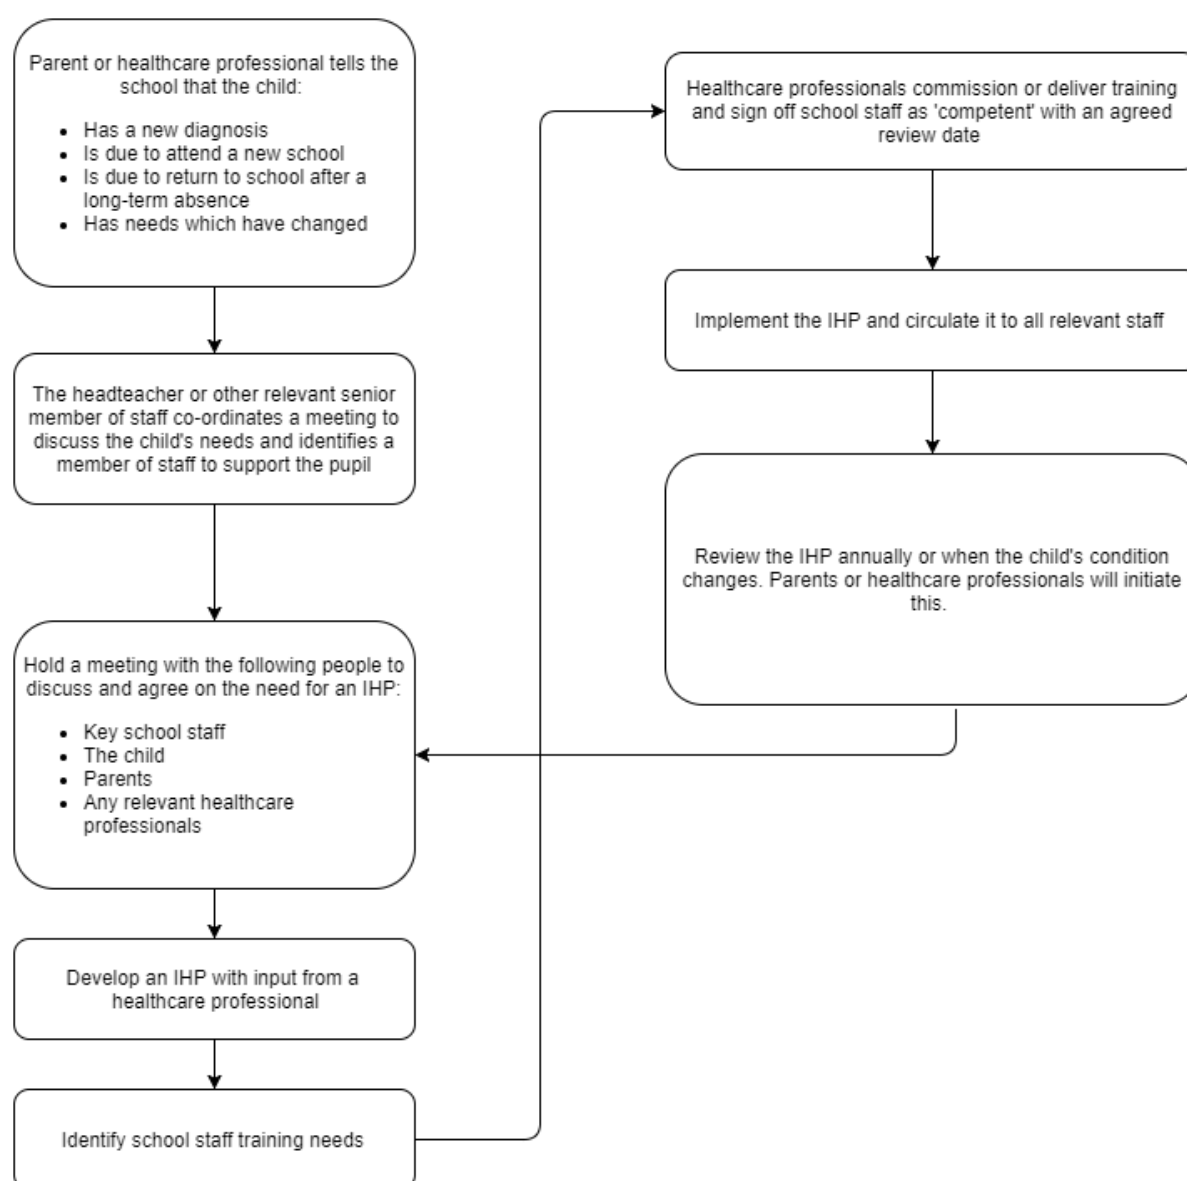 Parent or healthcare professional tells the
school that the child:
• Has a new diagnosis
• Is due to attend a new school
• Is due to return to school after a
long-term absence
• Has needs which have changed
The headteacher or other relevant senior
member of staff co-ordinates a meeting to
discuss the child's needs and identifies a
member of staff to support the pupil
Hold a meeting with the following people to
discuss and agree on the need for an IHP:
• Key school staff
• The child
• Parents
• Any relevant healthcare
professionals
Develop an IHP with input from a
healthcare professional
Identify school staff training needs
Healthcare professionals commission or deliver training
and sign off school staff as 'competent' with an agreed
review date
Implement the IHP and circulate it to all relevant staff
Review the IHP annually or when the child's condition
changes. Parents or healthcare professionals will initiate
this.